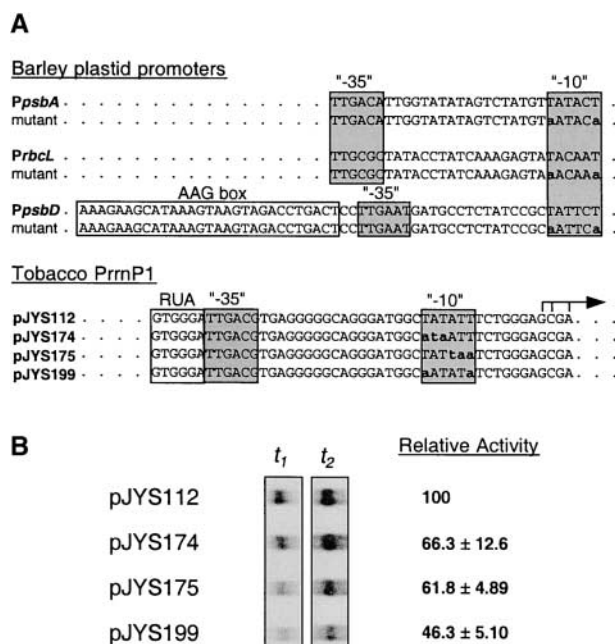 A
Barley plastid promoters
"-35" "-10"
PpsbA . . . . . . . . . . . . . . . . TTGACATTGGTATATAGTCTATGTTATACT . .
mutant . . . . . . . . . . . . . . . . TTGACATTGGTATATAGTCTATGTaATACa . .
PrbcL . . . . . . . . . . . . . . . . TTGCGCTATACCTATCAAAGAGTATACAAT . .
mutant . . . . . . . . . . . . . . . . TTGCGCTATACCTATCAAAGAGTAaACAAa . .
AAG box "-35"
PpsbD . AAAGAAGCATAAAGTAAGTAGACCTGACTCCTTGAATGATGCCTCTATCCGCTATTCT . .
mutant . AAAGAAGCATAAAGTAAGTAGACCTGACTCCTTGAATGATGCCTCTATCCGCaATTCa . .
Tobacco PrrnP1
RUA "-35" "-10"
pJYS112 . . . . GTGGGATTGACGTGAGGGGGCAGGGATGGCTATATTTCTGGGAGCGA . . .
pJYS174 . . . . GTGGGATTGACGTGAGGGGGCAGGGATGGCataATTTCTGGGAGCGA . . .
pJYS175 . . . . GTGGGATTGACGTGAGGGGGCAGGGATGGCTATtaaTCTGGGAGCGA . . .
pJYS199 . . . . GTGGGATTGACGTGAGGGGGCAGGGATGGCaATATaTCTGGGAGCGA . . .
B
t1 t2 Relative Activity
pJYS112 100
pJYS174 66.3 ± 12.6
pJYS175 61.8 ± 4.89
pJYS199 46.3 ± 5.10